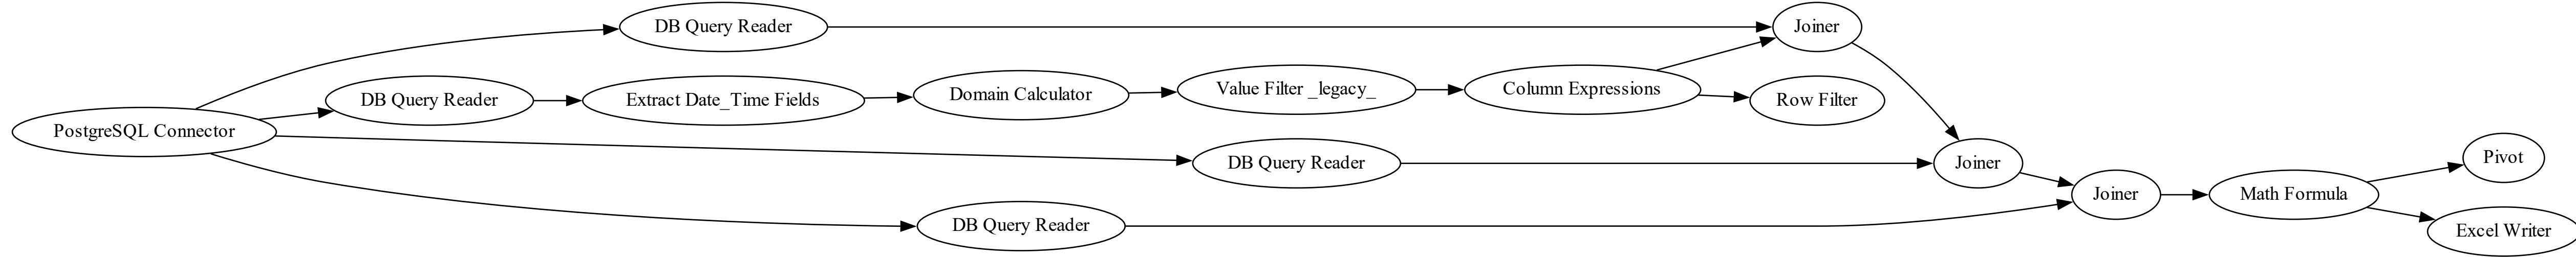 PostgreSQL Connector
DB Query Reader
DB Query Reader
Extract Date_Time Fields
Domain Calculator
Value Filter _legacy_
Column Expressions
Joiner
Row Filter
DB Query Reader
Joiner
DB Query Reader
Joiner
Math Formula
Pivot
Excel Writer